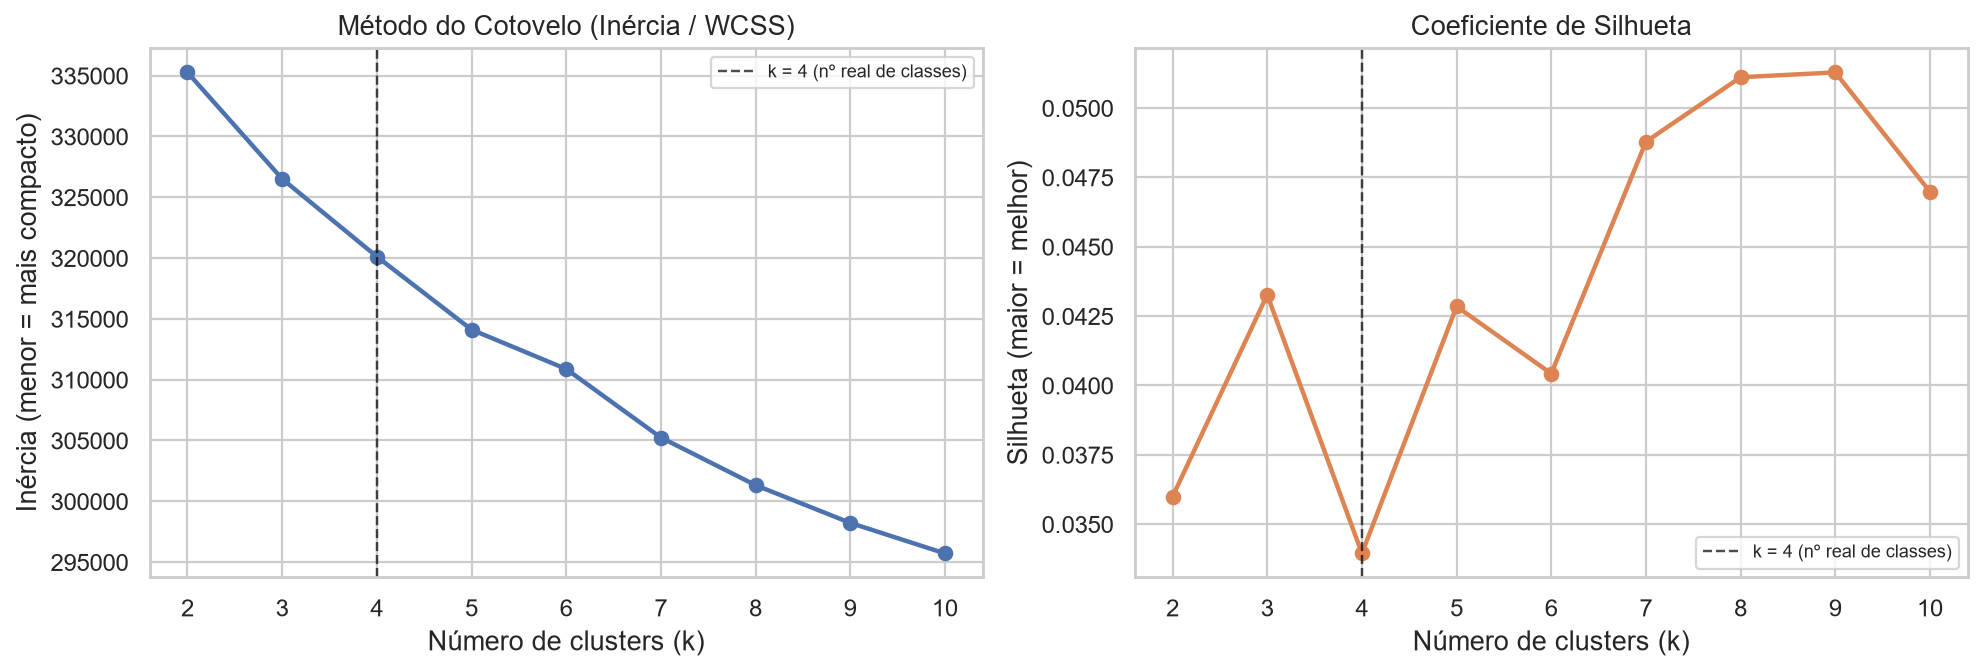 Método do Cotovelo (Inércia / WCSS)
k = 4 (nº real de classes)
Inércia (menor = mais compacto)
335000
330000
325000
320000
315000
310000
305000
300000
295000
2 3 4 5 6 7 8 9 10
Número de clusters (k)
Coeficiente de Silhueta
Silhueta (maior = melhor)
0.0500
0.0475
0.0450
0.0425
0.0400
0.0375
0.0350
k = 4 (nº real de classes)
2 3 4 5 6 7 8 9 10
Número de clusters (k)